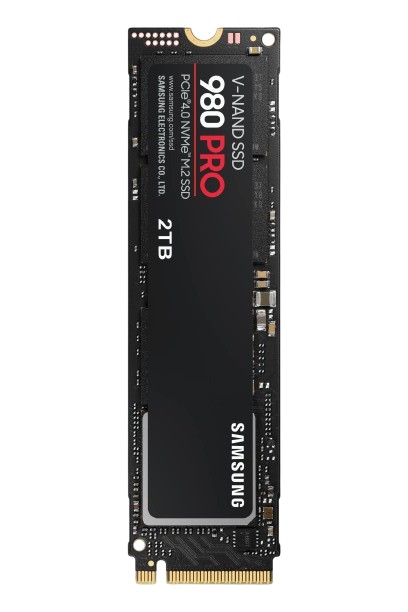 V-NAND SSD
980 PRO
PCIe® 4.0 NVMe™ M.2 SSD
www.samsung.com/ssd
SAMSUNG ELECTRONICS CO., LTD.
2TB
SAMSUNG